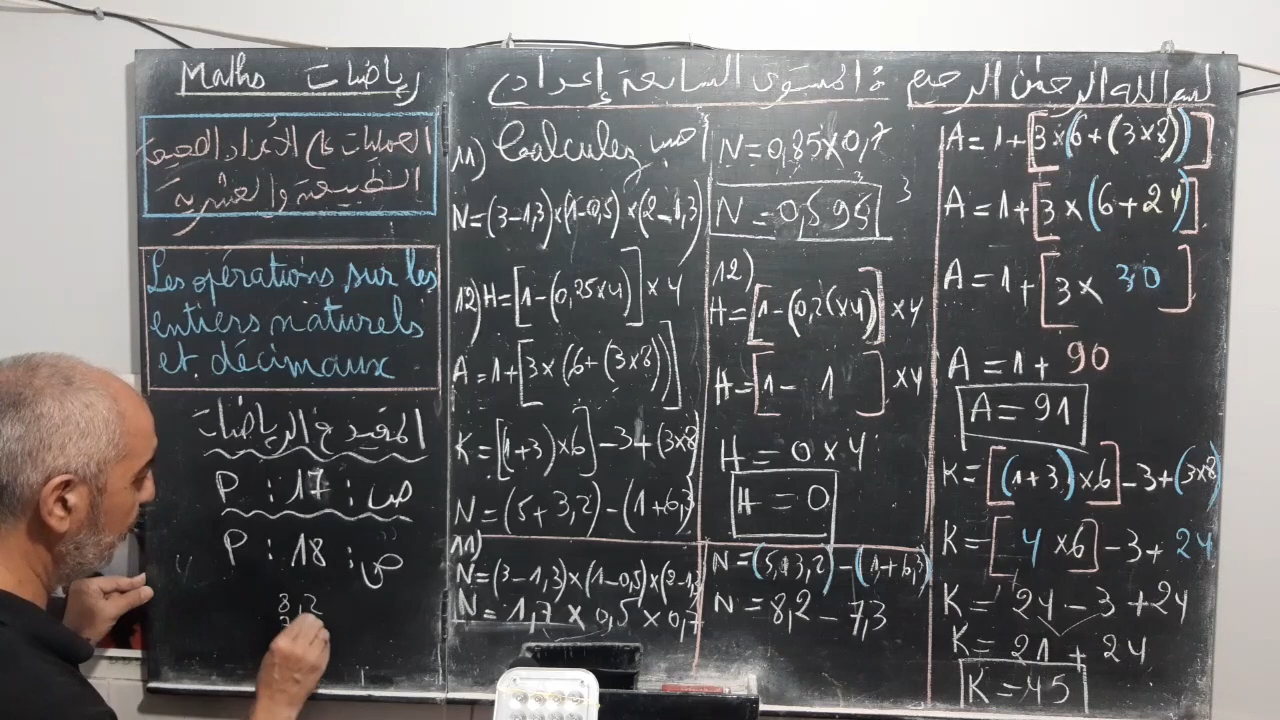 Maths رياضيات
بسم الله الرحمن الرحيم : المستوى السابعة إعدادي
العمليات على الأعداد الصحيحة
الطبيعية والعشرية
Les opérations sur les
entiers naturels
et décimaux
المفيد في الرياضيات
P : 17 : ص
P : 18 : ص
8,2
11) Calculez احسب
N = (3-1,3)×(1-0,5)×(2-1,3)
12) H = [1-(0,25×4)]×4
A = 1+[3×(6+(3×8))]
K = [(1+3)×6]-3+(3×8)
N = (5+3,2)-(1+6,3)
11)
N = (3-1,3)×(1-0,5)×(2-1,3)
N = 1,7 × 0,5 × 0,7
N = 0,85×0,7
N = 0,595
3 3
12)
H = [1-(0,25×4)]×4
H = [1- 1 ] ×4
H = 0 × 4
H = 0
N = (5+3,2)-(1+6,3)
N = 8,2 - 7,3
A = 1+[3×(6+(3×8))]
A = 1+[3×(6+24)]
A = 1+[3× 30 ]
A = 1+ 90
A = 91
K = [(1+3)×6]-3+(3×8)
K = [ 4 ×6]-3+ 24
K = 24-3+24
K = 21 + 24
K = 45